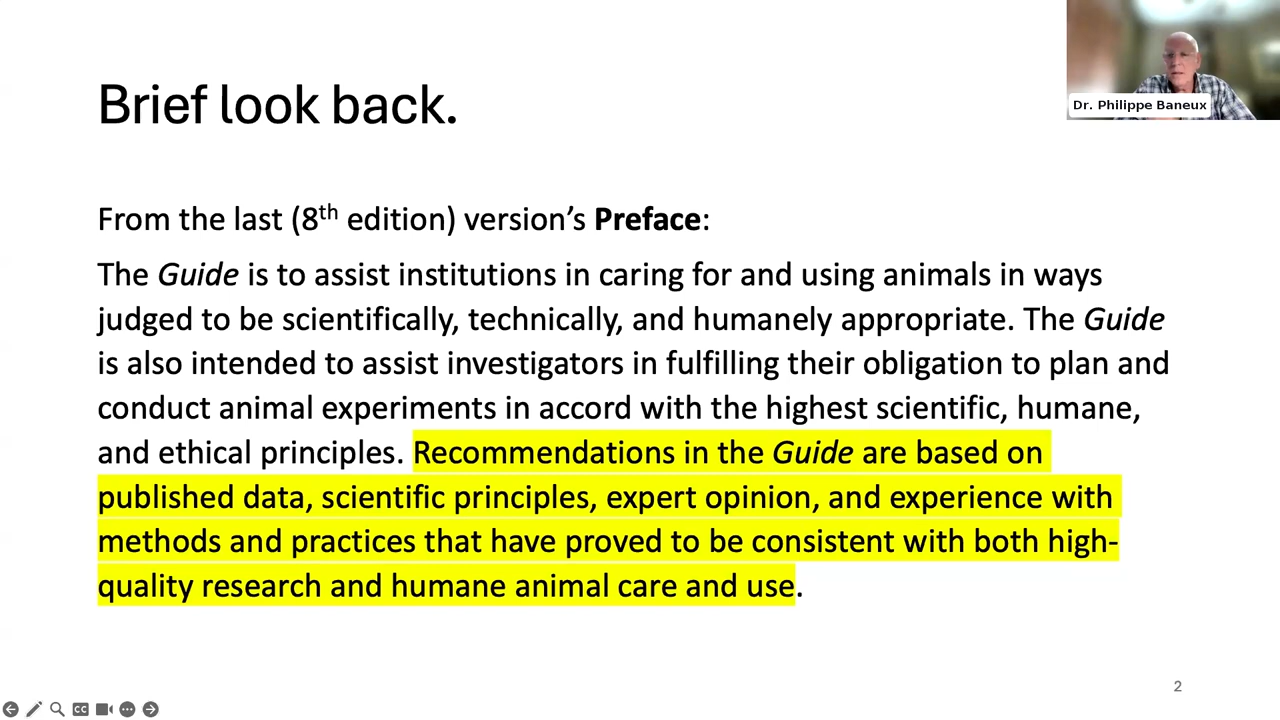 Brief look back.
Dr. Philippe Baneux
From the last (8th edition) version’s Preface:
The Guide is to assist institutions in caring for and using animals in ways
judged to be scientifically, technically, and humanely appropriate. The Guide
is also intended to assist investigators in fulfilling their obligation to plan and
conduct animal experiments in accord with the highest scientific, humane,
and ethical principles. Recommendations in the Guide are based on
published data, scientific principles, expert opinion, and experience with
methods and practices that have proved to be consistent with both high-
quality research and humane animal care and use.
2
CC